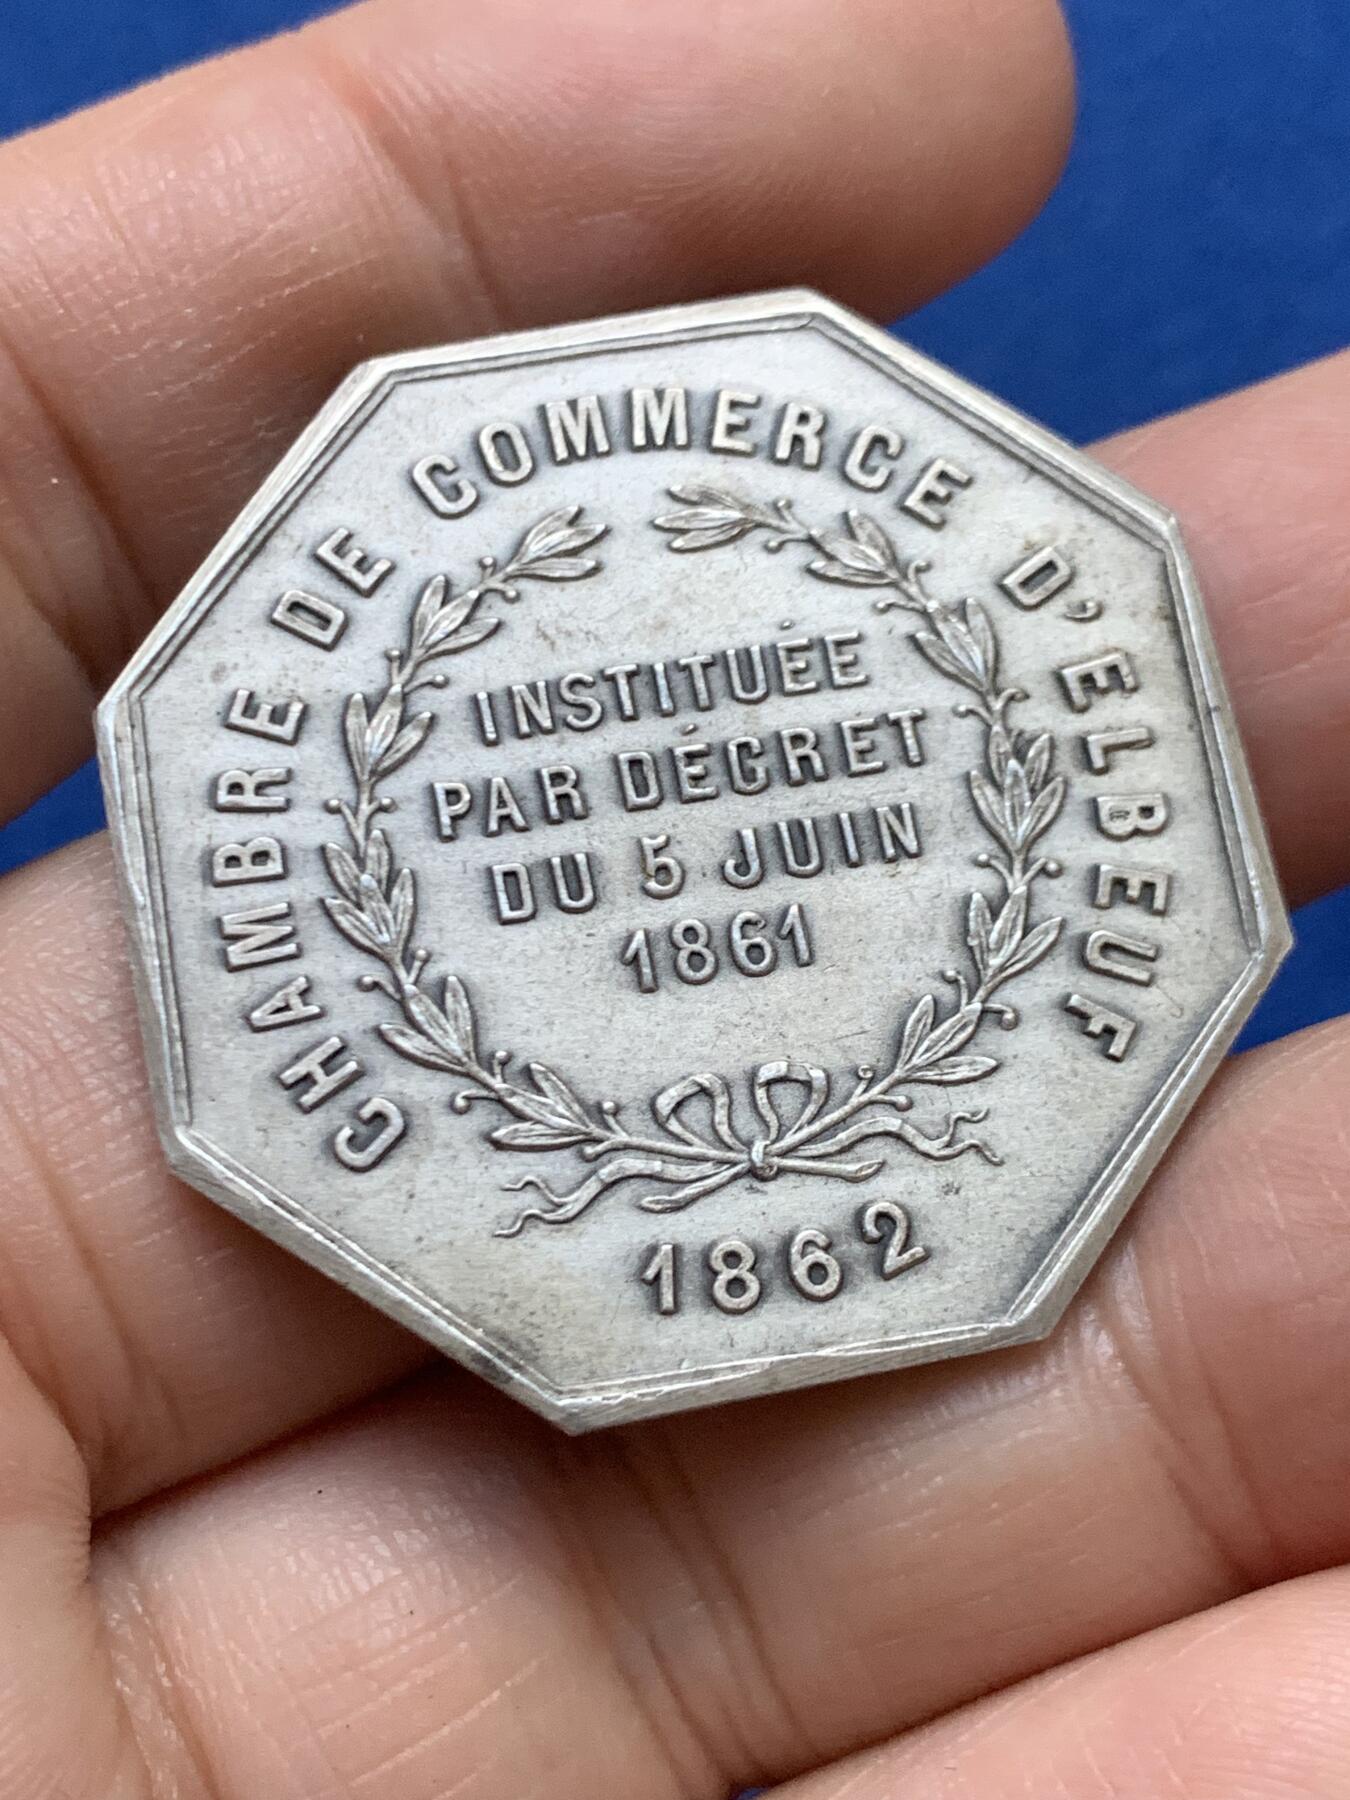 CHAMBRE DE COMMERCE D'ELBEUF
INSTITUÉE
PAR DÉCRET
DU 5 JUIN
1861
1862